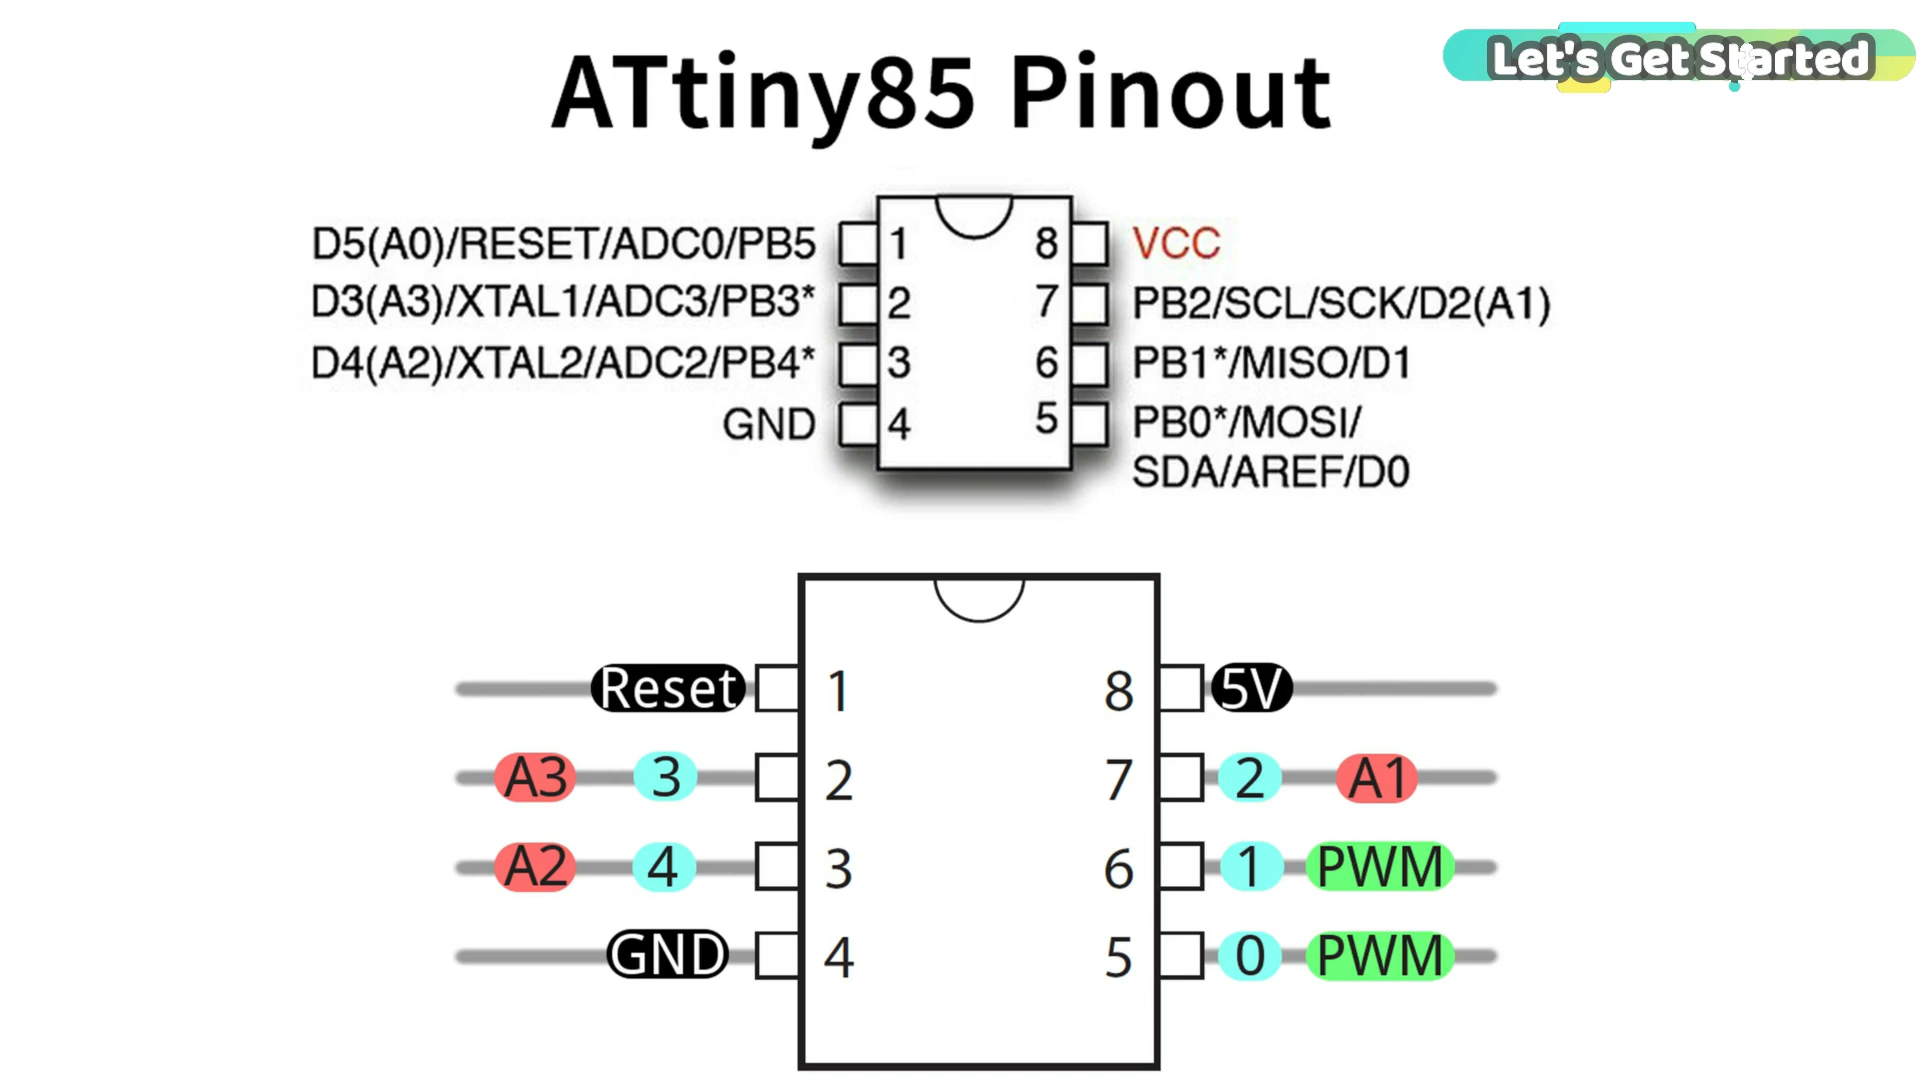 Let's Get Started
ATtiny85 Pinout
D5(A0)/RESET/ADC0/PB5 1 8 VCC
D3(A3)/XTAL1/ADC3/PB3* 2 7 PB2/SCL/SCK/D2(A1)
D4(A2)/XTAL2/ADC2/PB4* 3 6 PB1*/MISO/D1
GND 4 5 PB0*/MOSI/
SDA/AREF/D0
Reset 1 8 5V
A3 3 2 7 2 A1
A2 4 3 6 1 PWM
GND 4 5 0 PWM